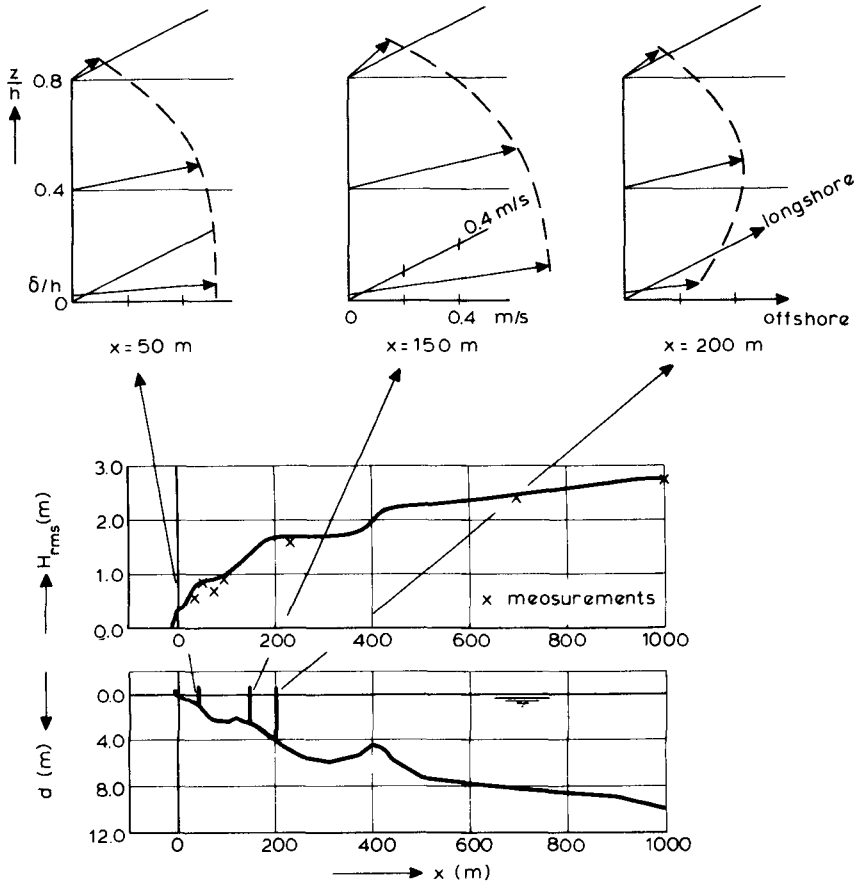 z/h
0.8
0.4
δ/h
0
0.4 m/s
0 0.4 m/s
longshore
offshore
x = 50 m
x = 150 m
x = 200 m
Hrms (m)
3.0
2.0
1.0
0.0
x meosurements
0 200 400 600 800 1000
d (m)
0.0
4.0
8.0
12.0
0 200 400 600 800 1000
x (m)